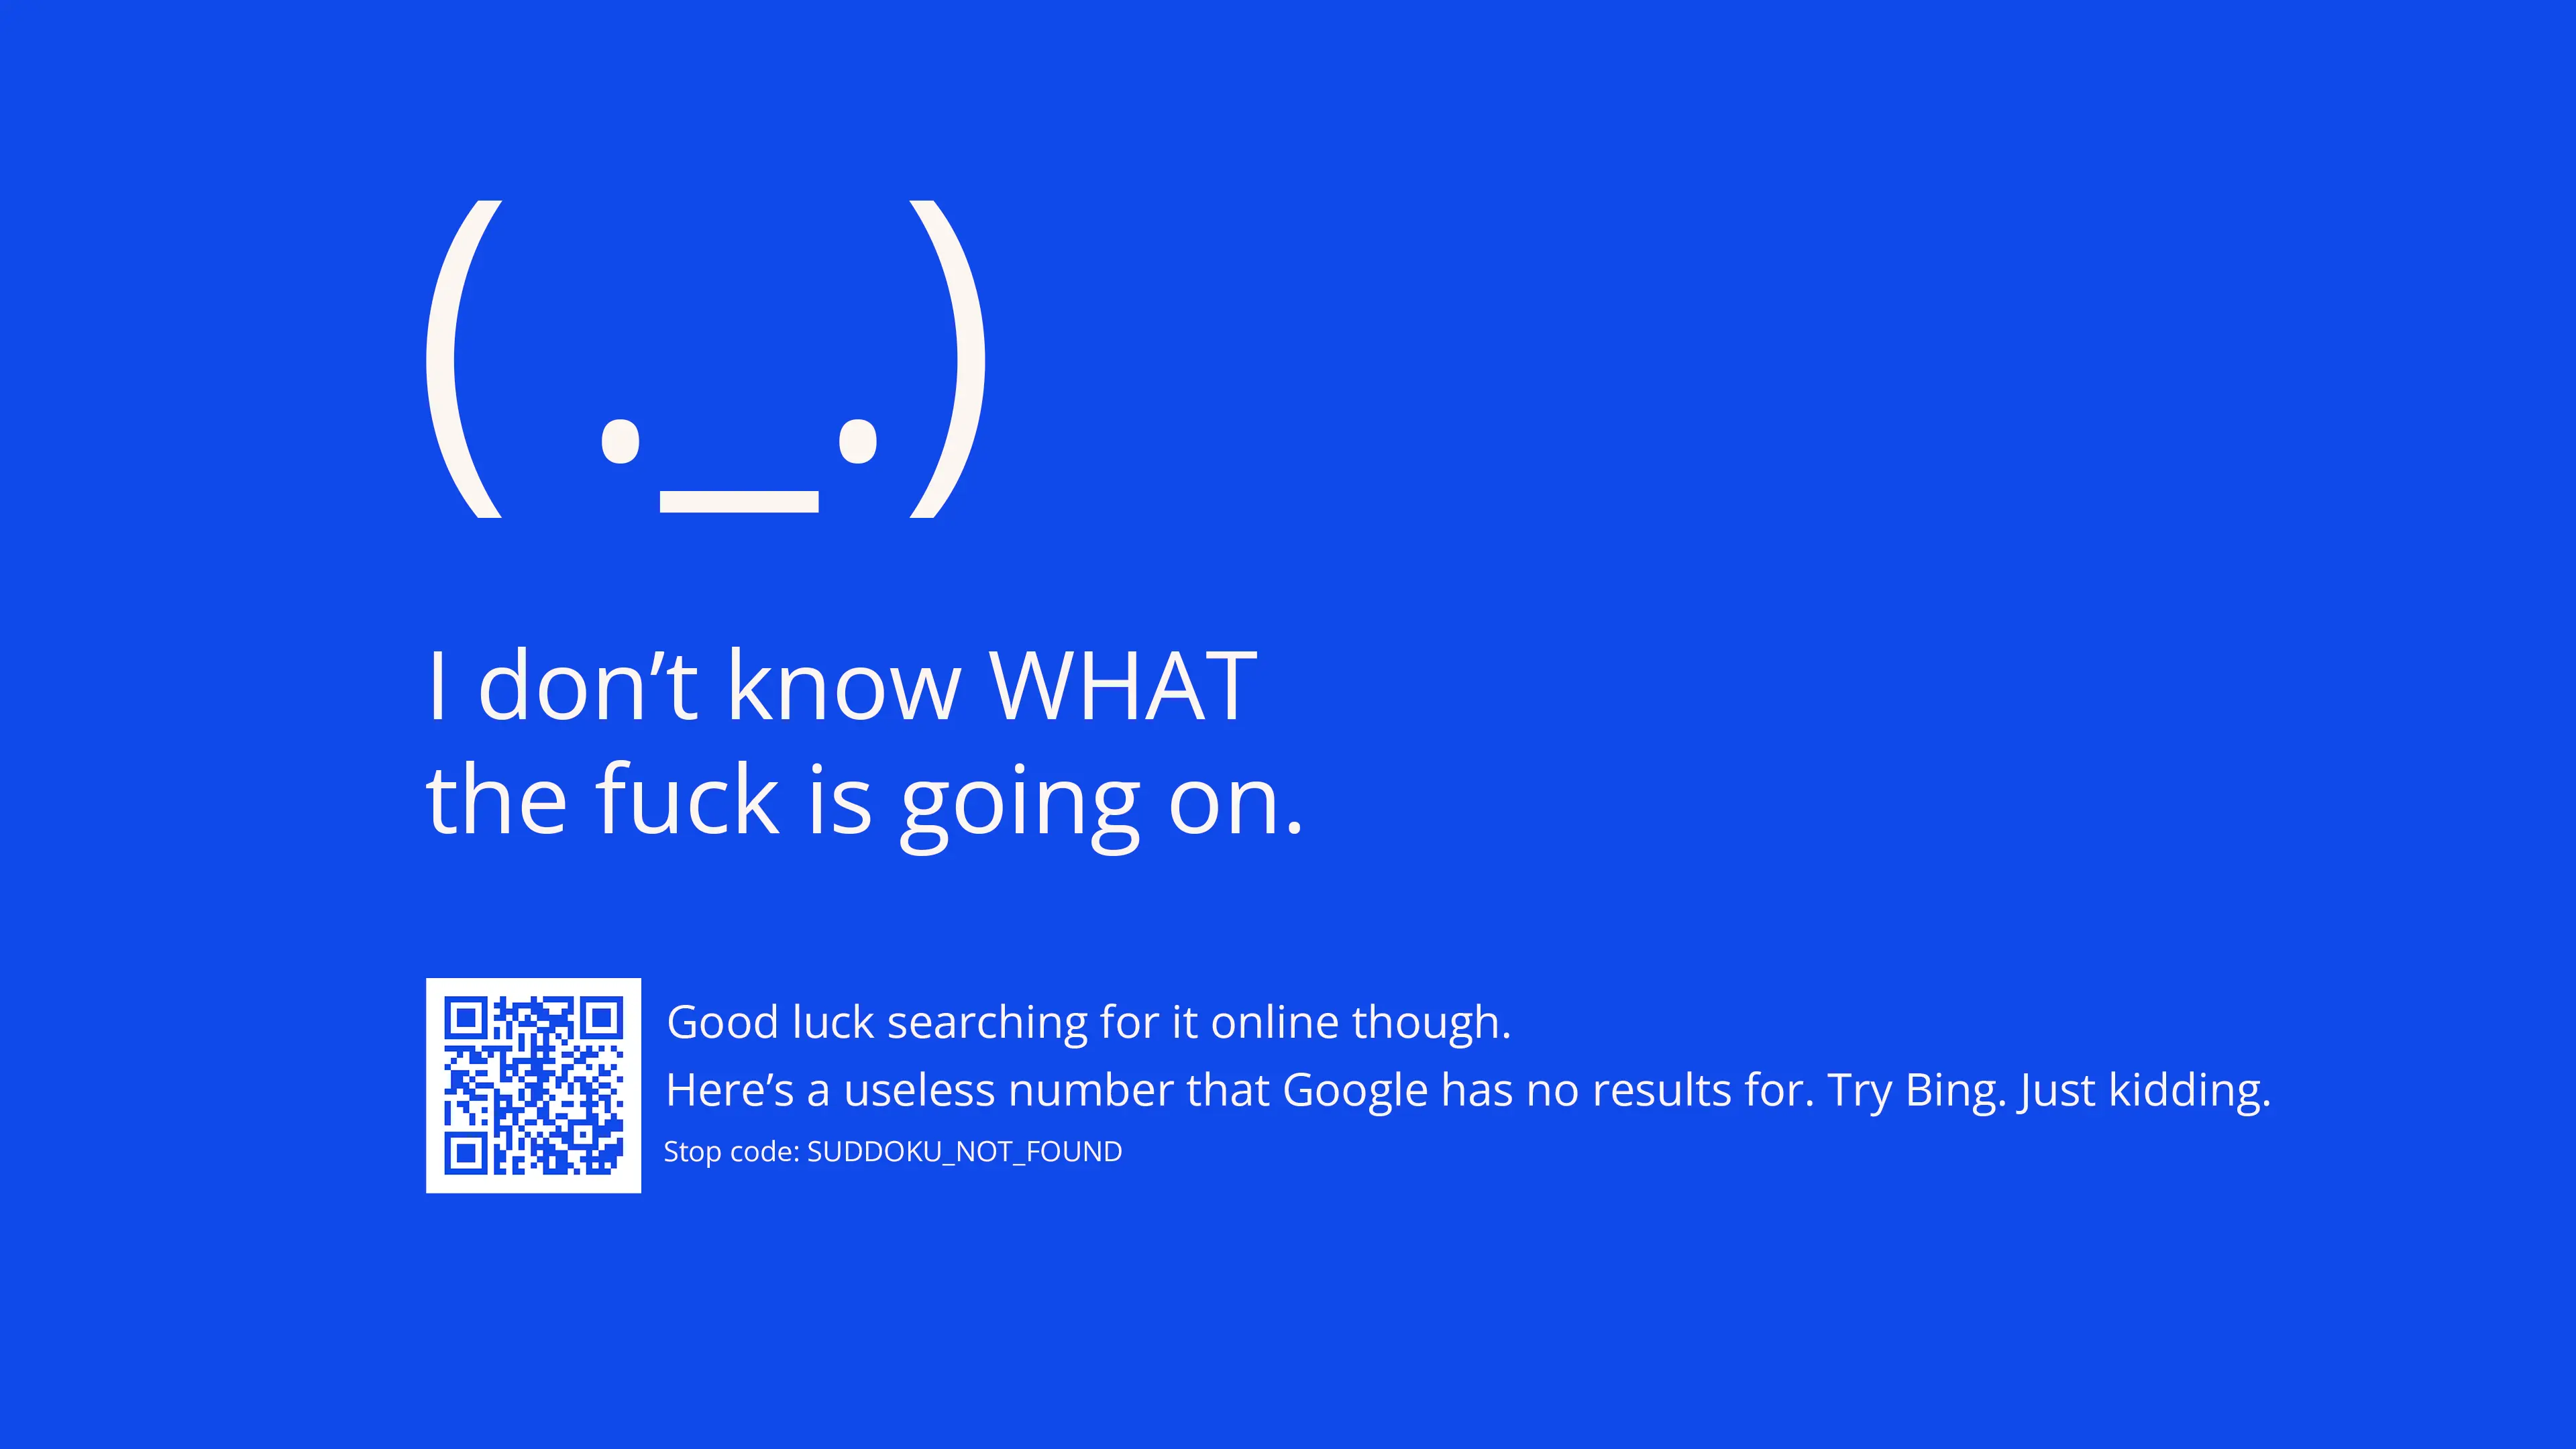 ( ._.)
I don’t know WHAT
the fuck is going on.
Good luck searching for it online though.
Here’s a useless number that Google has no results for. Try Bing. Just kidding.
Stop code: SUDDOKU_NOT_FOUND